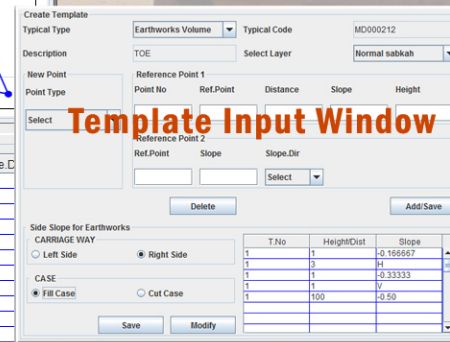 Create Template
Typical Type Earthworks Volume Typical Code MD000212
Description TOE Select Layer Normal sabkah
New Point Reference Point 1
Point Type Point No Ref.Point Distance Slope Height
Select
Template Input Window
Reference Point 2
Ref.Point Slope Slope.Dir
Select
Delete Add/Save
Side Slope for Earthworks
CARRIAGE WAY T.No Height/Dist Slope
Left Side Right Side 1 1 -0.166667
1 3 H
CASE 1 1 -0.33333
1 1 V
Fill Case Cut Case 1 100 -0.50
Save Modify